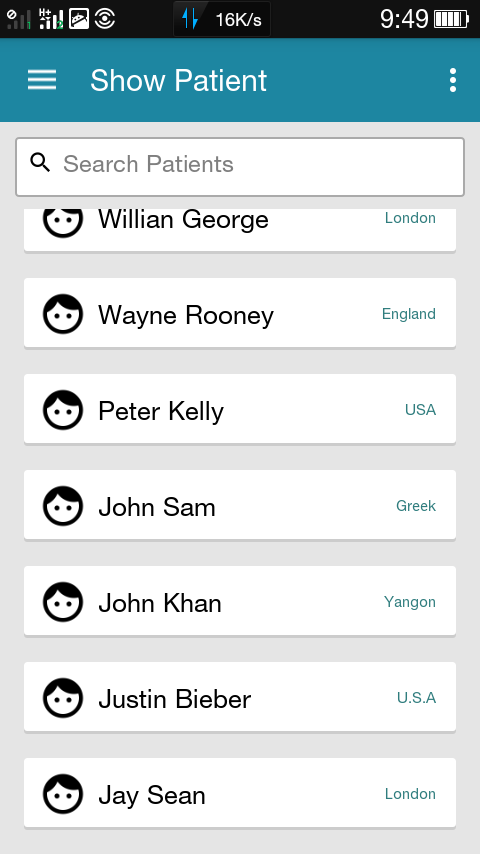 16K/s
9:49
Show Patient
Search Patients
Willian George London
Wayne Rooney England
Peter Kelly USA
John Sam Greek
John Khan Yangon
Justin Bieber U.S.A
Jay Sean London